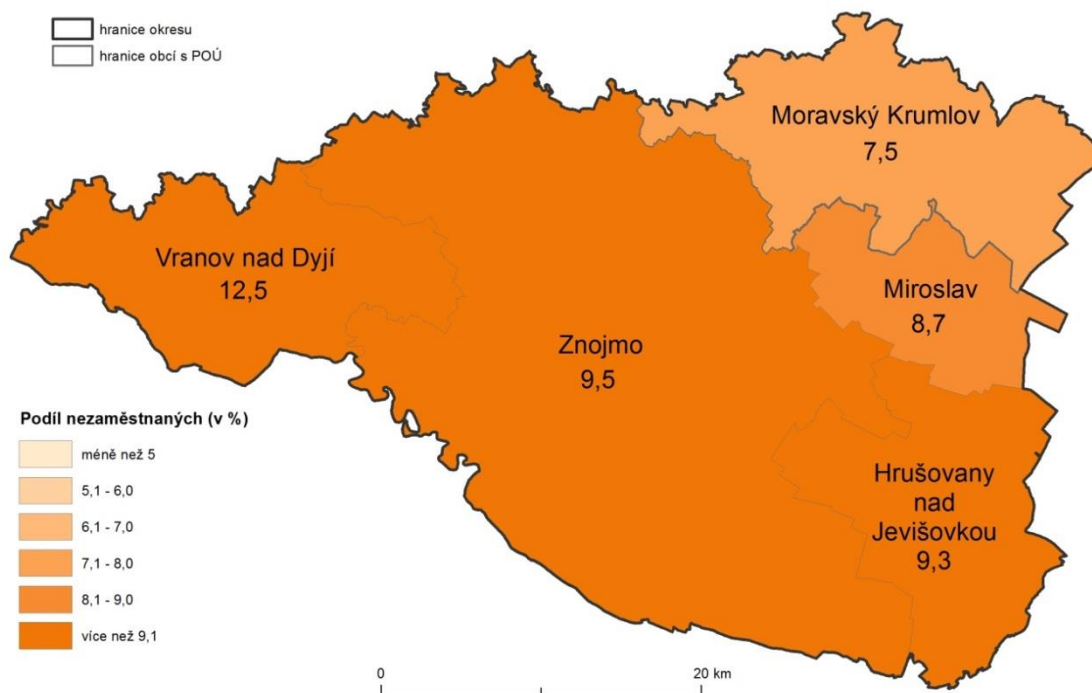 hranice okresu
hranice obcí s POÚ
Moravský Krumlov
7,5
Vranov nad Dyjí
12,5
Miroslav
8,7
Znojmo
9,5
Hrušovany
nad
Jevišovkou
9,3
Podíl nezaměstnaných (v %)
méně než 5
5,1 - 6,0
6,1 - 7,0
7,1 - 8,0
8,1 - 9,0
více než 9,1
0
20 km